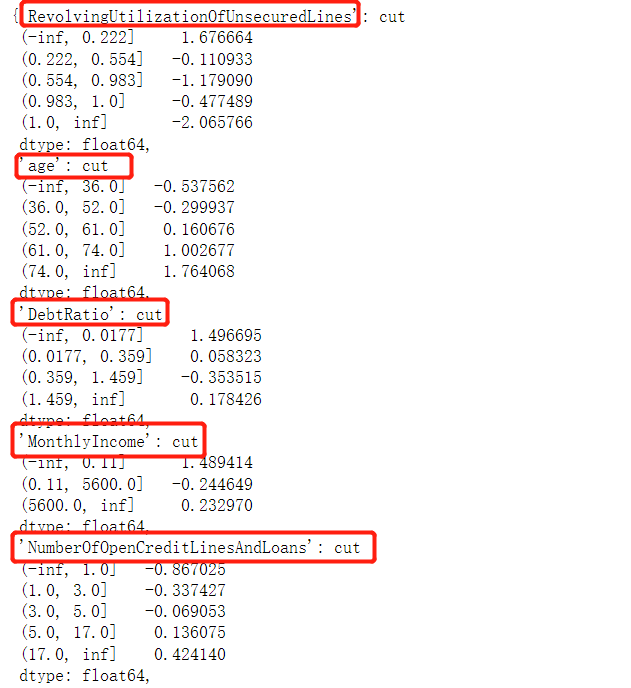 {'RevolvingUtilizationOfUnsecuredLines': cut
(-inf, 0.222] 1.676664
(0.222, 0.554] -0.110933
(0.554, 0.983] -1.179090
(0.983, 1.0] -0.477489
(1.0, inf] -2.065766
dtype: float64,
'age': cut
(-inf, 36.0] -0.537562
(36.0, 52.0] -0.299937
(52.0, 61.0] 0.160676
(61.0, 74.0] 1.002677
(74.0, inf] 1.764068
dtype: float64,
'DebtRatio': cut
(-inf, 0.0177] 1.496695
(0.0177, 0.359] 0.058323
(0.359, 1.459] -0.353515
(1.459, inf] 0.178426
dtype: float64,
'MonthlyIncome': cut
(-inf, 0.11] 1.489414
(0.11, 5600.0] -0.244649
(5600.0, inf] 0.232970
dtype: float64,
'NumberOfOpenCreditLinesAndLoans': cut
(-inf, 1.0] -0.867025
(1.0, 3.0] -0.337427
(3.0, 5.0] -0.069053
(5.0, 17.0] 0.136075
(17.0, inf] 0.424140
dtype: float64,